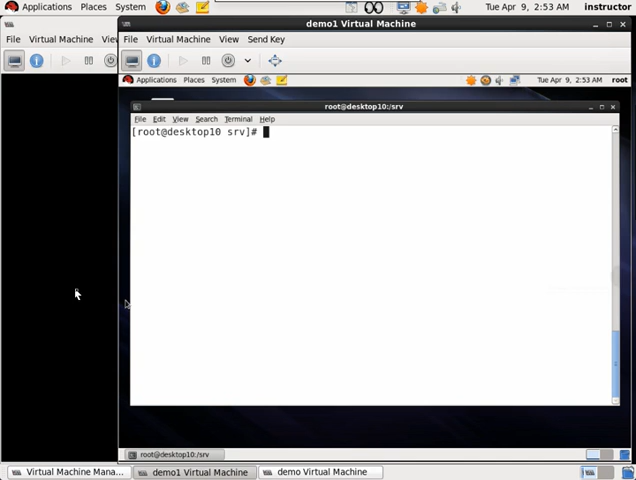 Applications Places System Tue Apr 9, 2:53 AM instructor
demo1 Virtual Machine
File Virtual Machine
File Virtual Machine View Send Key
Applications Places System Tue Apr 9, 2:53 AM root
root@desktop10:/srv
File Edit View Search Terminal Help
[root@desktop10 srv]#
root@desktop10:/srv
Virtual Machine Mana... demo1 Virtual Machine demo Virtual Machine